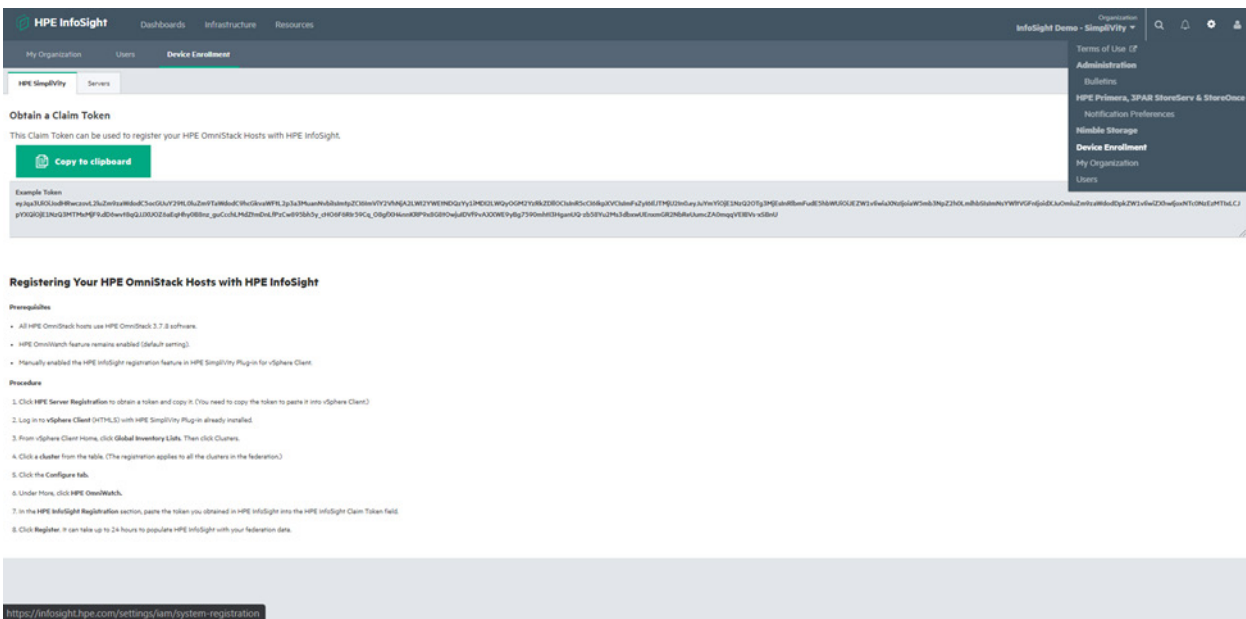 HPE InfoSight
Dashboards Infrastructure Resources
Organization
InfoSight Demo - SimpliVity
My Organization Users Device Enrollment
Terms of Use
Administration
Bulletins
HPE Primera, 3PAR StoreServ & StoreOnce
Notification Preferences
Nimble Storage
Device Enrollment
My Organization
Users
HPE SimpliVity Servers
Obtain a Claim Token
This Claim Token can be used to register your HPE OmniStack Hosts with HPE InfoSight.
Copy to clipboard
Example Token
Registering Your HPE OmniStack Hosts with HPE InfoSight
Prerequisites
• All HPE OmniStack hosts use HPE OmniStack 3.7.8 software.
• HPE OmniWatch feature remains enabled (default setting).
• Manually enabled the HPE InfoSight registration feature in HPE SimpliVity Plug-in for vSphere Client.
Procedure
1. Click HPE Server Registration to obtain a token and copy it. (You need to copy the token to paste it into vSphere Client.)
2. Log in to vSphere Client (HTML5) with HPE SimpliVity Plug-in already installed.
3. From vSphere Client Home, click Global Inventory Lists. Then click Clusters.
4. Click a cluster from the table. (The registration applies to all the clusters in the federation.)
5. Click the Configure tab.
6. Under More, click HPE OmniWatch.
7. In the HPE InfoSight Registration section, paste the token you obtained in HPE InfoSight into the HPE InfoSight Claim Token field.
8. Click Register. It can take up to 24 hours to populate HPE InfoSight with your federation data.
https://infosight.hpe.com/settings/iam/system-registration